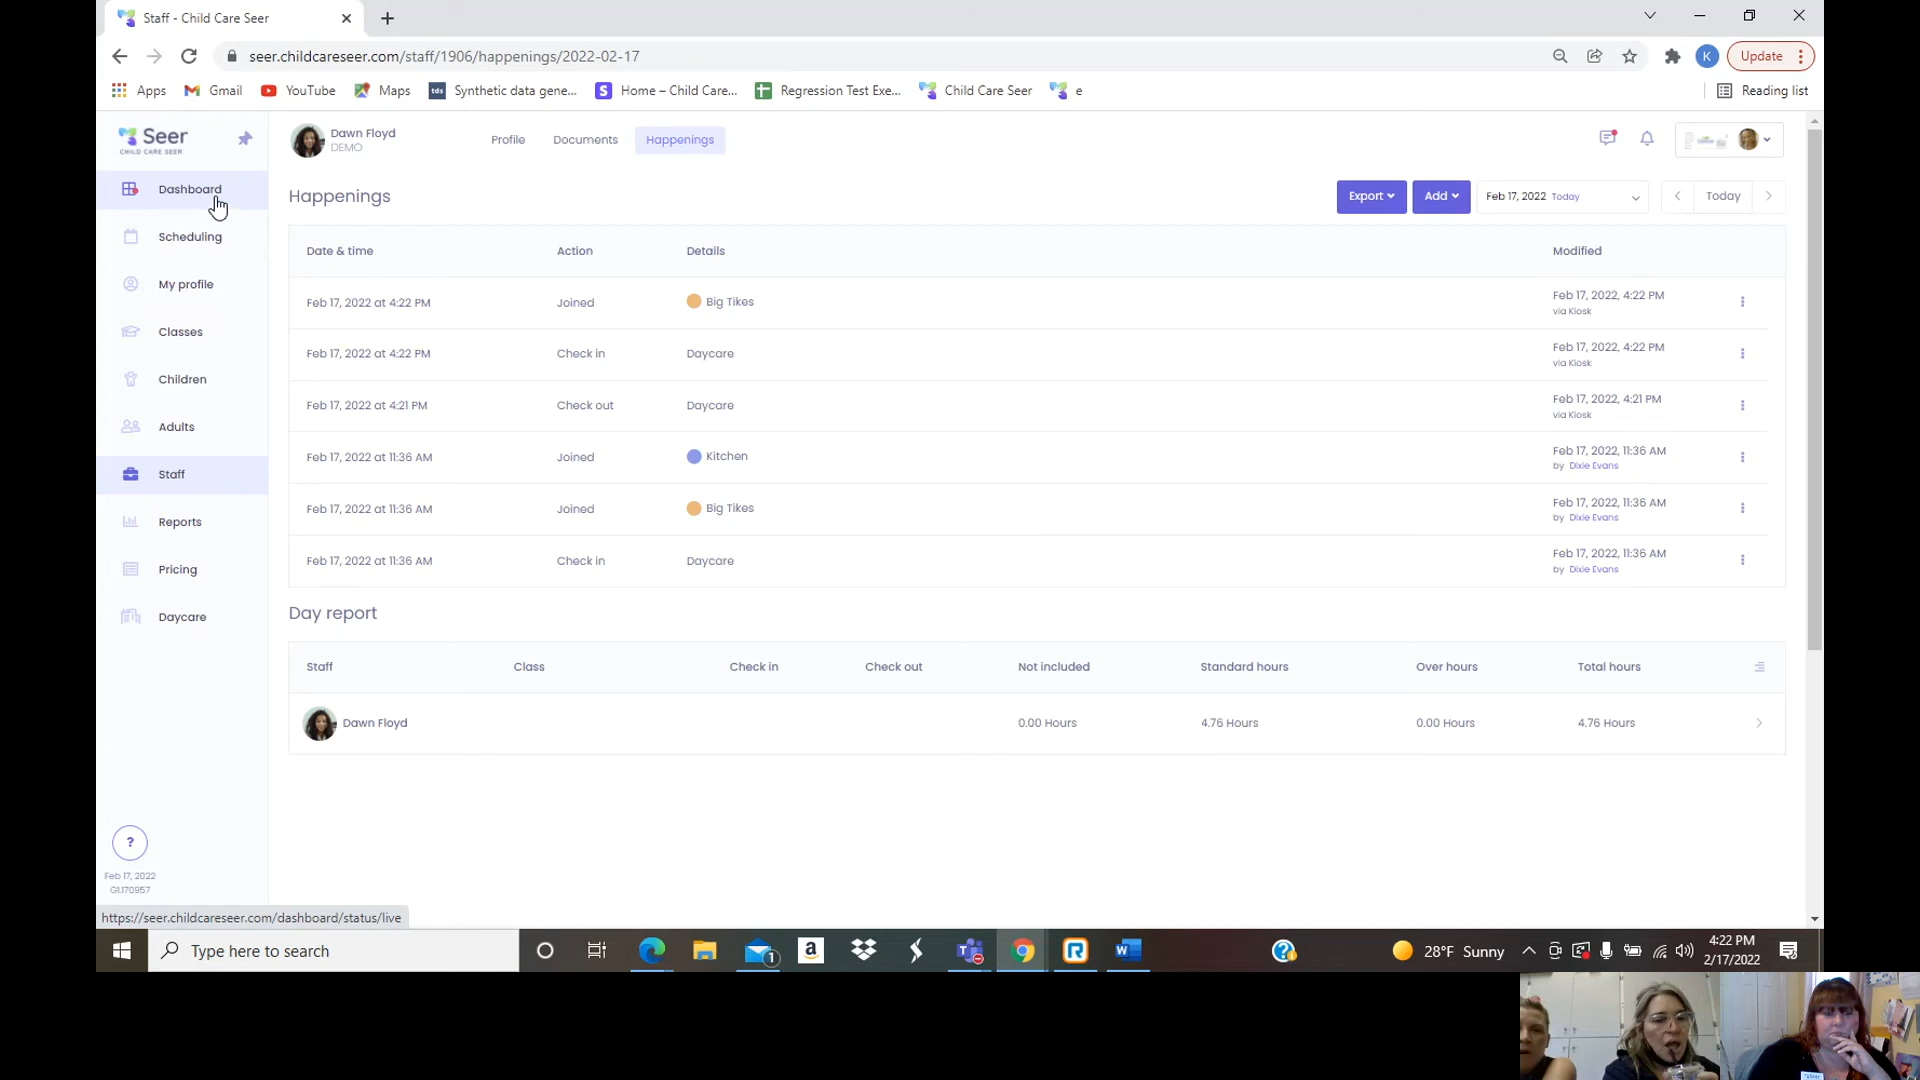 Staff - Child Care Seer
seer.childcareseer.com/staff/1906/happenings/2022-02-17
K
Update
Apps
Gmail
YouTube
Maps
tds Synthetic data gene...
S Home – Child Care...
Regression Test Exe...
Child Care Seer
e
Reading list
Seer
CHILD CARE SEER
Dawn Floyd
DEMO
Profile
Documents
Happenings
Dashboard
Scheduling
My profile
Classes
Children
Adults
Staff
Reports
Pricing
Daycare
?
Feb 17, 2022
G1.170957
Happenings
Export
Add
Feb 17, 2022 Today
Today
Date & time Action Details Modified
Feb 17, 2022 at 4:22 PM Joined Big Tikes Feb 17, 2022, 4:22 PM
via Kiosk
Feb 17, 2022 at 4:22 PM Check in Daycare Feb 17, 2022, 4:22 PM
via Kiosk
Feb 17, 2022 at 4:21 PM Check out Daycare Feb 17, 2022, 4:21 PM
via Kiosk
Feb 17, 2022 at 11:36 AM Joined Kitchen Feb 17, 2022, 11:36 AM
by Dixie Evans
Feb 17, 2022 at 11:36 AM Joined Big Tikes Feb 17, 2022, 11:36 AM
by Dixie Evans
Feb 17, 2022 at 11:36 AM Check in Daycare Feb 17, 2022, 11:36 AM
by Dixie Evans
Day report
Staff Class Check in Check out Not included Standard hours Over hours Total hours
Dawn Floyd 0.00 Hours 4.76 Hours 0.00 Hours 4.76 Hours
https://seer.childcareseer.com/dashboard/status/live
Type here to search
1
28°F Sunny
4:22 PM
2/17/2022